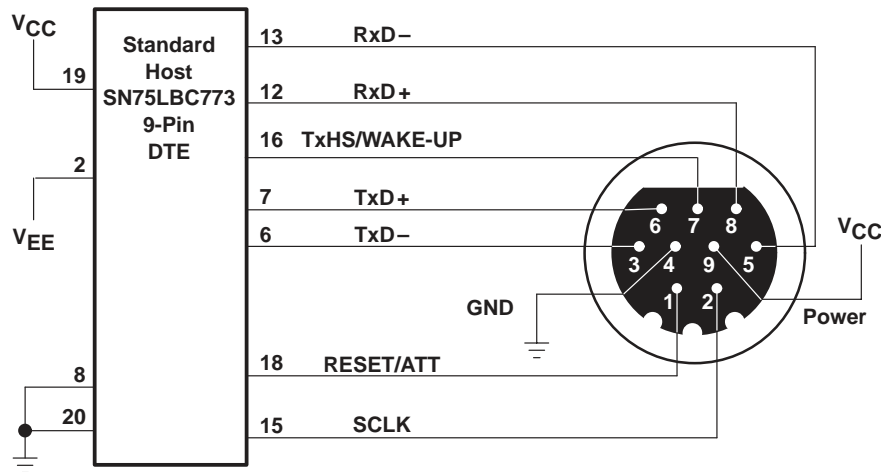 VCC
19
2
VEE
8
20
Standard
Host
SN75LBC773
9-Pin
DTE
13 RxD–
12 RxD+
16 TxHS/WAKE-UP
7 TxD+
6 TxD–
GND
18 RESET/ATT
15 SCLK
6 7 8
3 4 9 5
1 2
VCC
Power